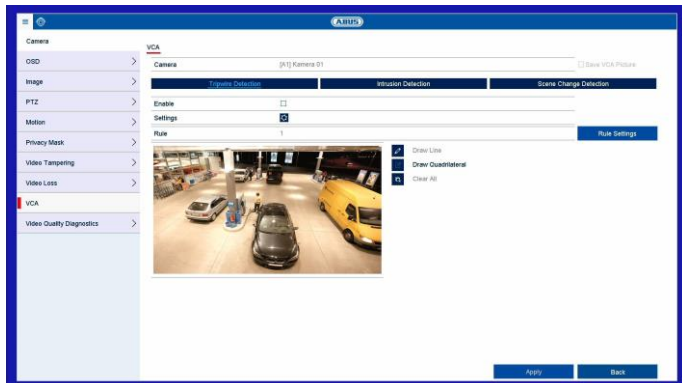 ABUS
Camera
VCA
OSD
Camera
[A1] Kamera 01
Save VCA Picture
Image
Tripwire Detection
Intrusion Detection
Scene Change Detection
PTZ
Enable
Motion
Settings
Rule
1
Rule Settings
Privacy Mask
Draw Line
Video Tampering
Draw Quadrilateral
Clear All
Video Loss
VCA
Video Quality Diagnostics
Apply
Back